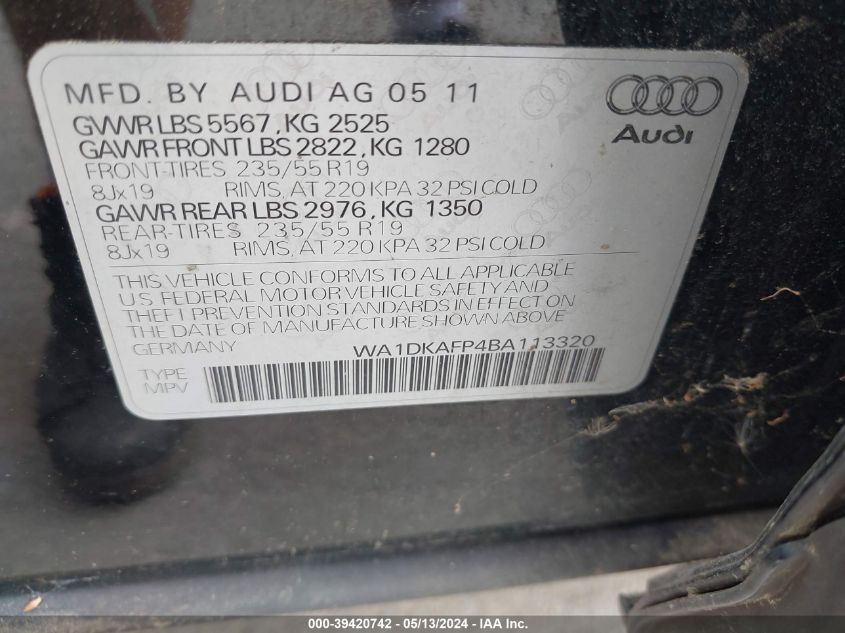 MFD. BY AUDI AG 05 11
GVWR LBS 5567, KG 2525
GAWR FRONT LBS 2822, KG 1280
FRONT-TIRES 235/55 R19
8Jx19 RIMS, AT 220 KPA 32 PSI COLD
GAWR REAR LBS 2976, KG 1350
REAR-TIRES 235/55 R19
8Jx19 RIMS, AT 220 KPA 32 PSI COLD
Audi
THIS VEHICLE CONFORMS TO ALL APPLICABLE
US FEDERAL MOTOR VEHICLE SAFETY AND
THEFT PREVENTION STANDARDS IN EFFECT ON
THE DATE OF MANUFACTURE SHOWN ABOVE
GERMANY WA1DKAFP4BA113320
TYPE
MPV
000-39420742 - 05/13/2024 - IAA Inc.